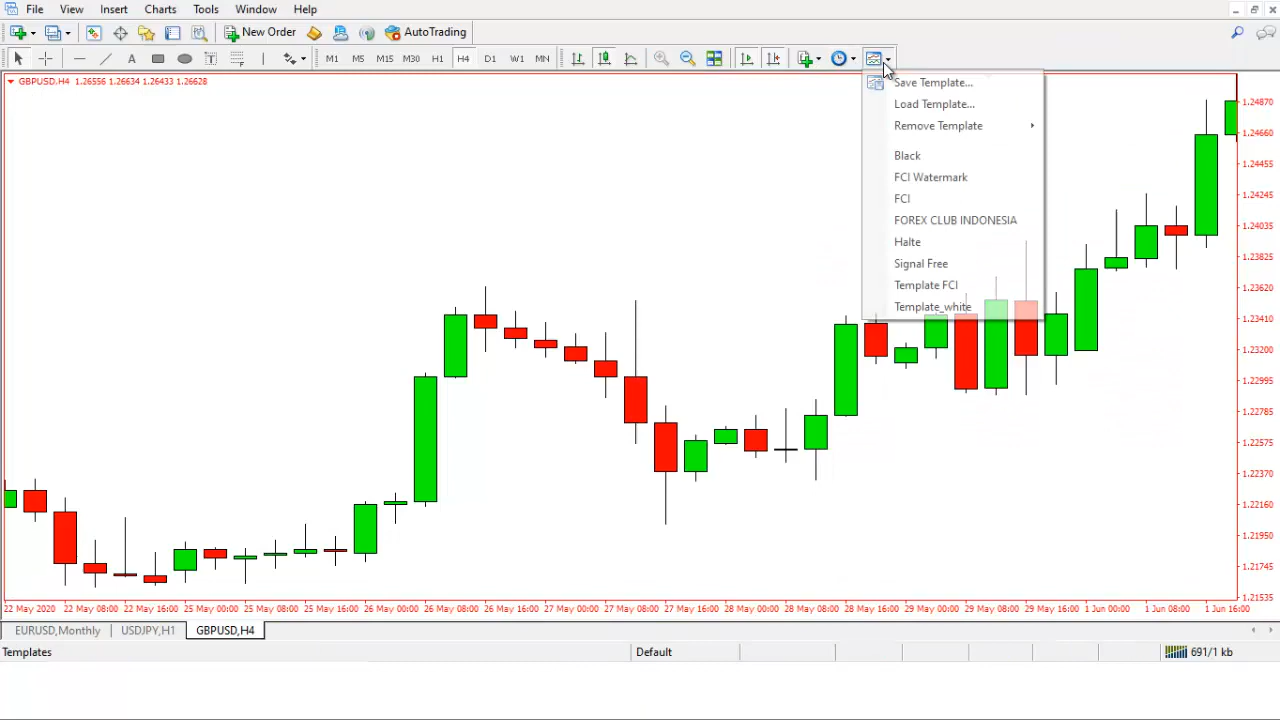 File View Insert Charts Tools Window Help
New Order AutoTrading
A T M1 M5 M15 M30 H1 H4 D1 W1 MN
GBPUSD,H4 1.26556 1.26634 1.26433 1.26628
Save Template...
Load Template...
Remove Template
Black
FCI Watermark
FCI
FOREX CLUB INDONESIA
Halte
Signal Free
Template FCI
Template_white
1.24870
1.24660
1.24455
1.24245
1.24035
1.23825
1.23620
1.23410
1.23200
1.22995
1.22785
1.22575
1.22370
1.22160
1.21950
1.21745
1.21535
22 May 2020 22 May 08:00 22 May 16:00 25 May 00:00 25 May 08:00 25 May 16:00 26 May 00:00 26 May 08:00 26 May 16:00 27 May 00:00 27 May 08:00 27 May 16:00 28 May 00:00 28 May 08:00 28 May 16:00 29 May 00:00 29 May 08:00 29 May 16:00 1 Jun 00:00 1 Jun 08:00 1 Jun 16:00
EURUSD,Monthly USDJPY,H1 GBPUSD,H4
Templates Default 691/1 kb